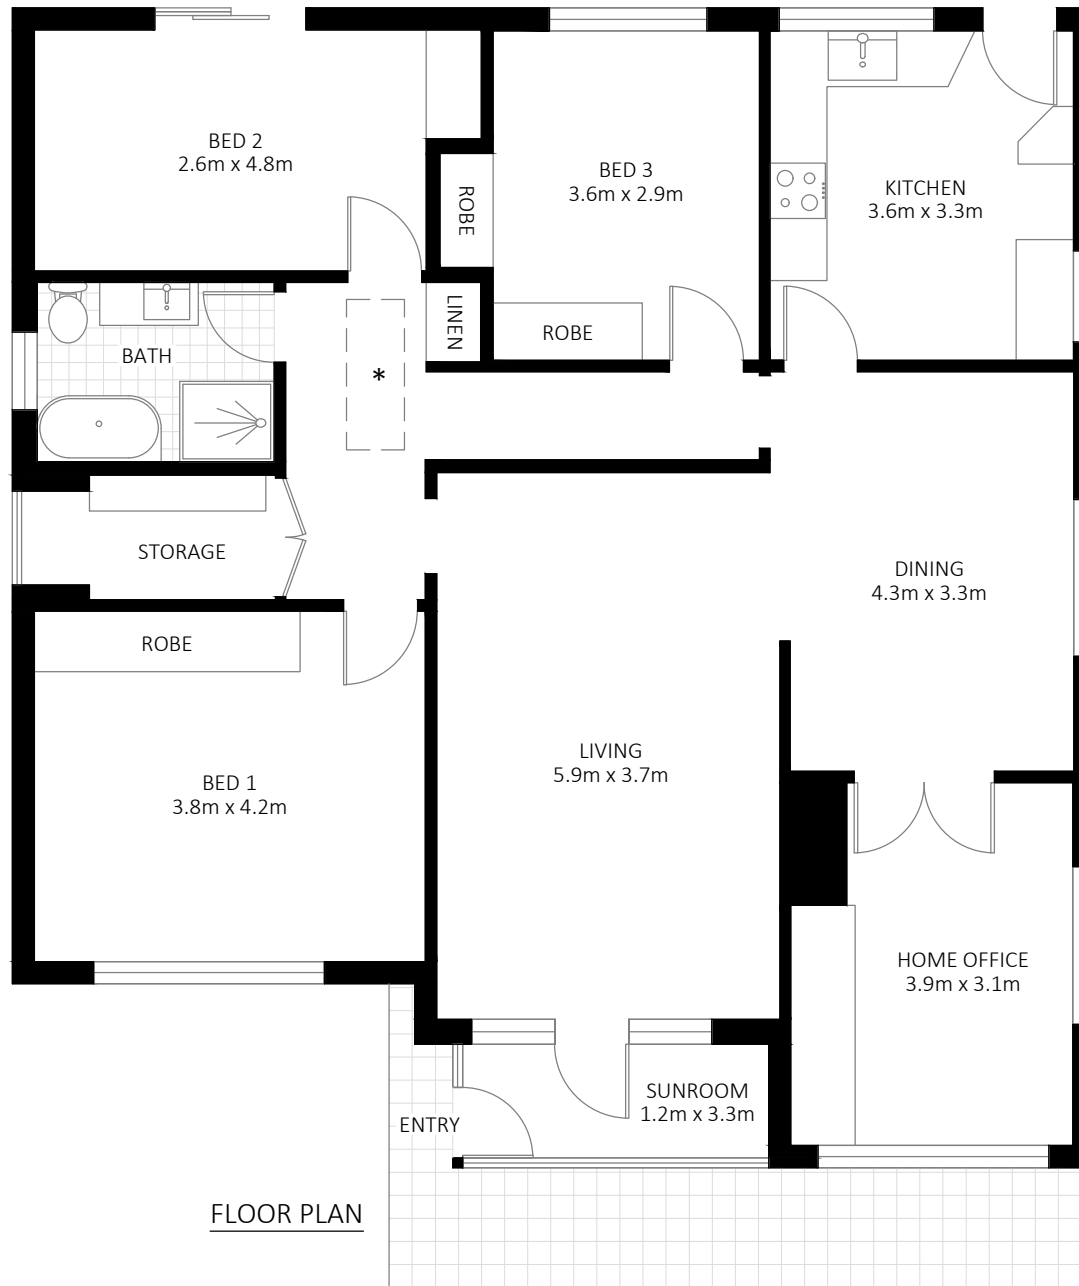 BED 2
2.6m x 4.8m
ROBE
BED 3
3.6m x 2.9m
KITCHEN
3.6m x 3.3m
LINEN
ROBE
BATH
*
STORAGE
DINING
4.3m x 3.3m
ROBE
LIVING
5.9m x 3.7m
BED 1
3.8m x 4.2m
HOME OFFICE
3.9m x 3.1m
SUNROOM
1.2m x 3.3m
ENTRY
FLOOR PLAN